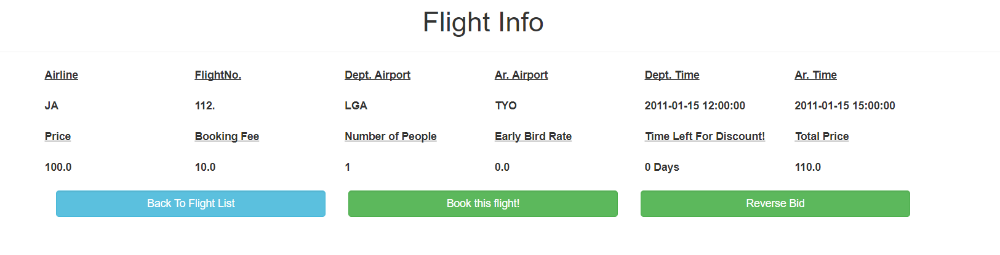 Flight Info
Airline FlightNo. Dept. Airport Ar. Airport Dept. Time Ar. Time
JA 112. LGA TYO 2011-01-15 12:00:00 2011-01-15 15:00:00
Price Booking Fee Number of People Early Bird Rate Time Left For Discount! Total Price
100.0 10.0 1 0.0 0 Days 110.0
Back To Flight List Book this flight! Reverse Bid